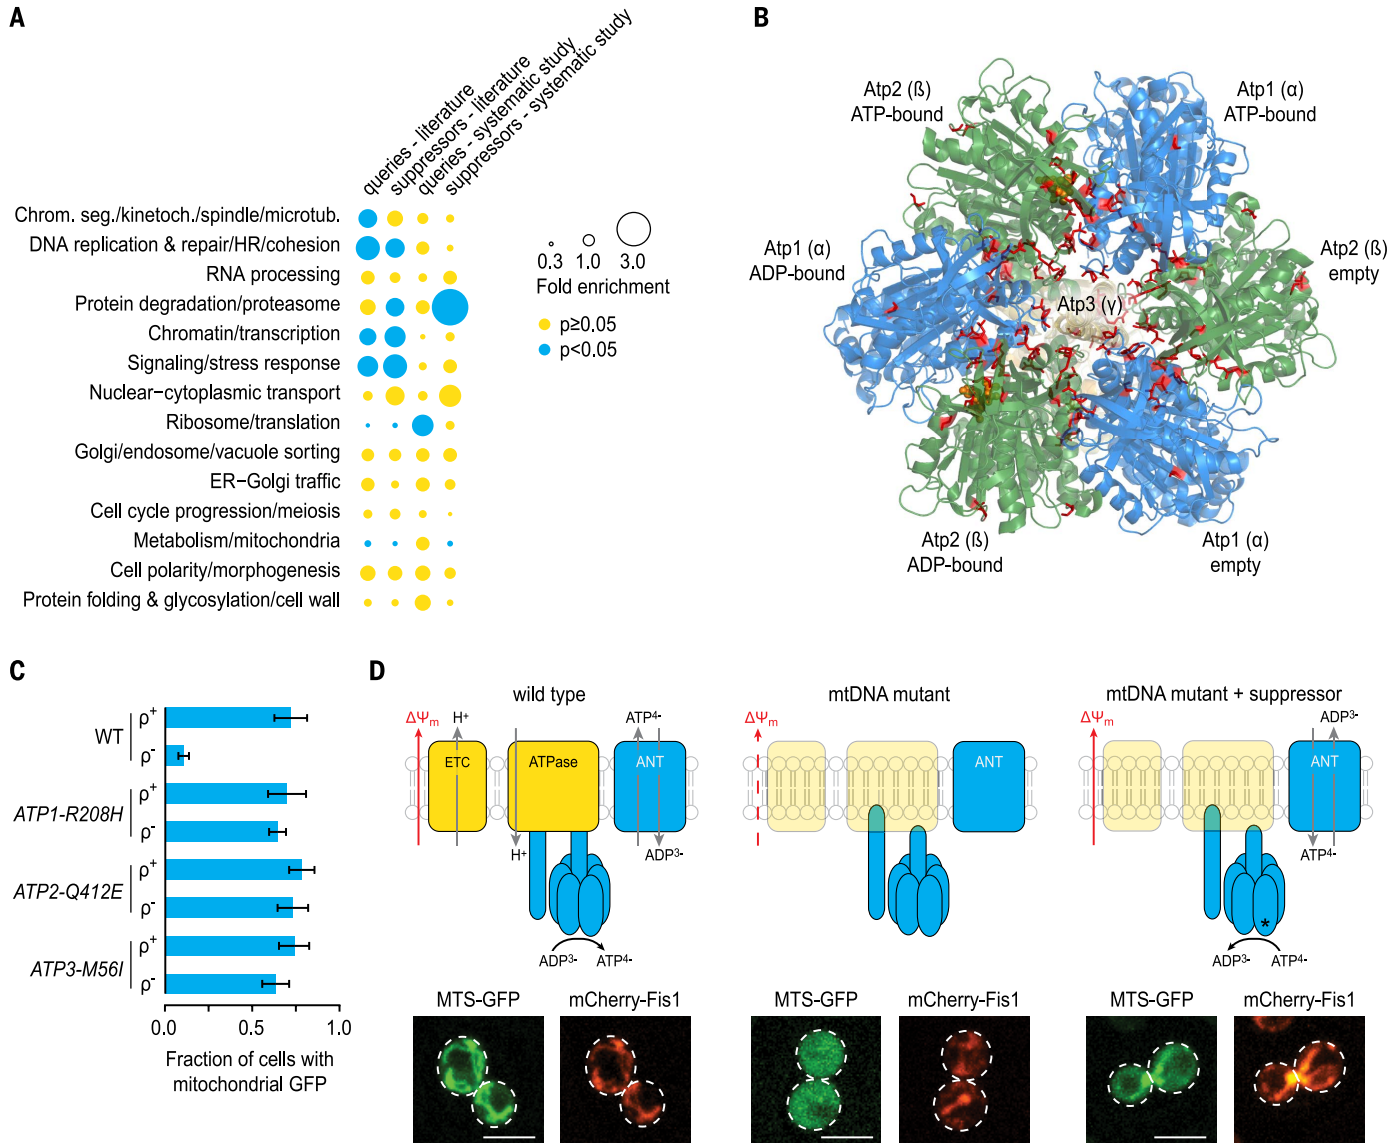 A
queries - literature
suppressors - literature
queries - systematic study
suppressors - systematic study
Chrom. seg./kinetoch./spindle/microtub.
DNA replication & repair/HR/cohesion
RNA processing
Protein degradation/proteasome
Chromatin/transcription
Signaling/stress response
Nuclear−cytoplasmic transport
Ribosome/translation
Golgi/endosome/vacuole sorting
ER−Golgi traffic
Cell cycle progression/meiosis
Metabolism/mitochondria
Cell polarity/morphogenesis
Protein folding & glycosylation/cell wall
0.3 1.0 3.0
Fold enrichment
p≥0.05
p<0.05
B
Atp2 (ß)
ATP-bound
Atp1 (α)
ATP-bound
Atp1 (α)
ADP-bound
Atp2 (ß)
empty
Atp3 (γ)
Atp2 (ß)
ADP-bound
Atp1 (α)
empty
C
WT
ρ+
ρ-
ATP1-R208H
ρ+
ρ-
ATP2-Q412E
ρ+
ρ-
ATP3-M56I
ρ+
ρ-
0.0 0.5 1.0
Fraction of cells with
mitochondrial GFP
D
wild type
ΔΨm
H+
ATP4-
ETC
ATPase
ANT
H+
ADP3-
ADP3- ATP4-
MTS-GFP mCherry-Fis1
mtDNA mutant
ΔΨm
ANT
MTS-GFP mCherry-Fis1
mtDNA mutant + suppressor
ΔΨm
ADP3-
ANT
ATP4-
*
ADP3- ATP4-
MTS-GFP mCherry-Fis1